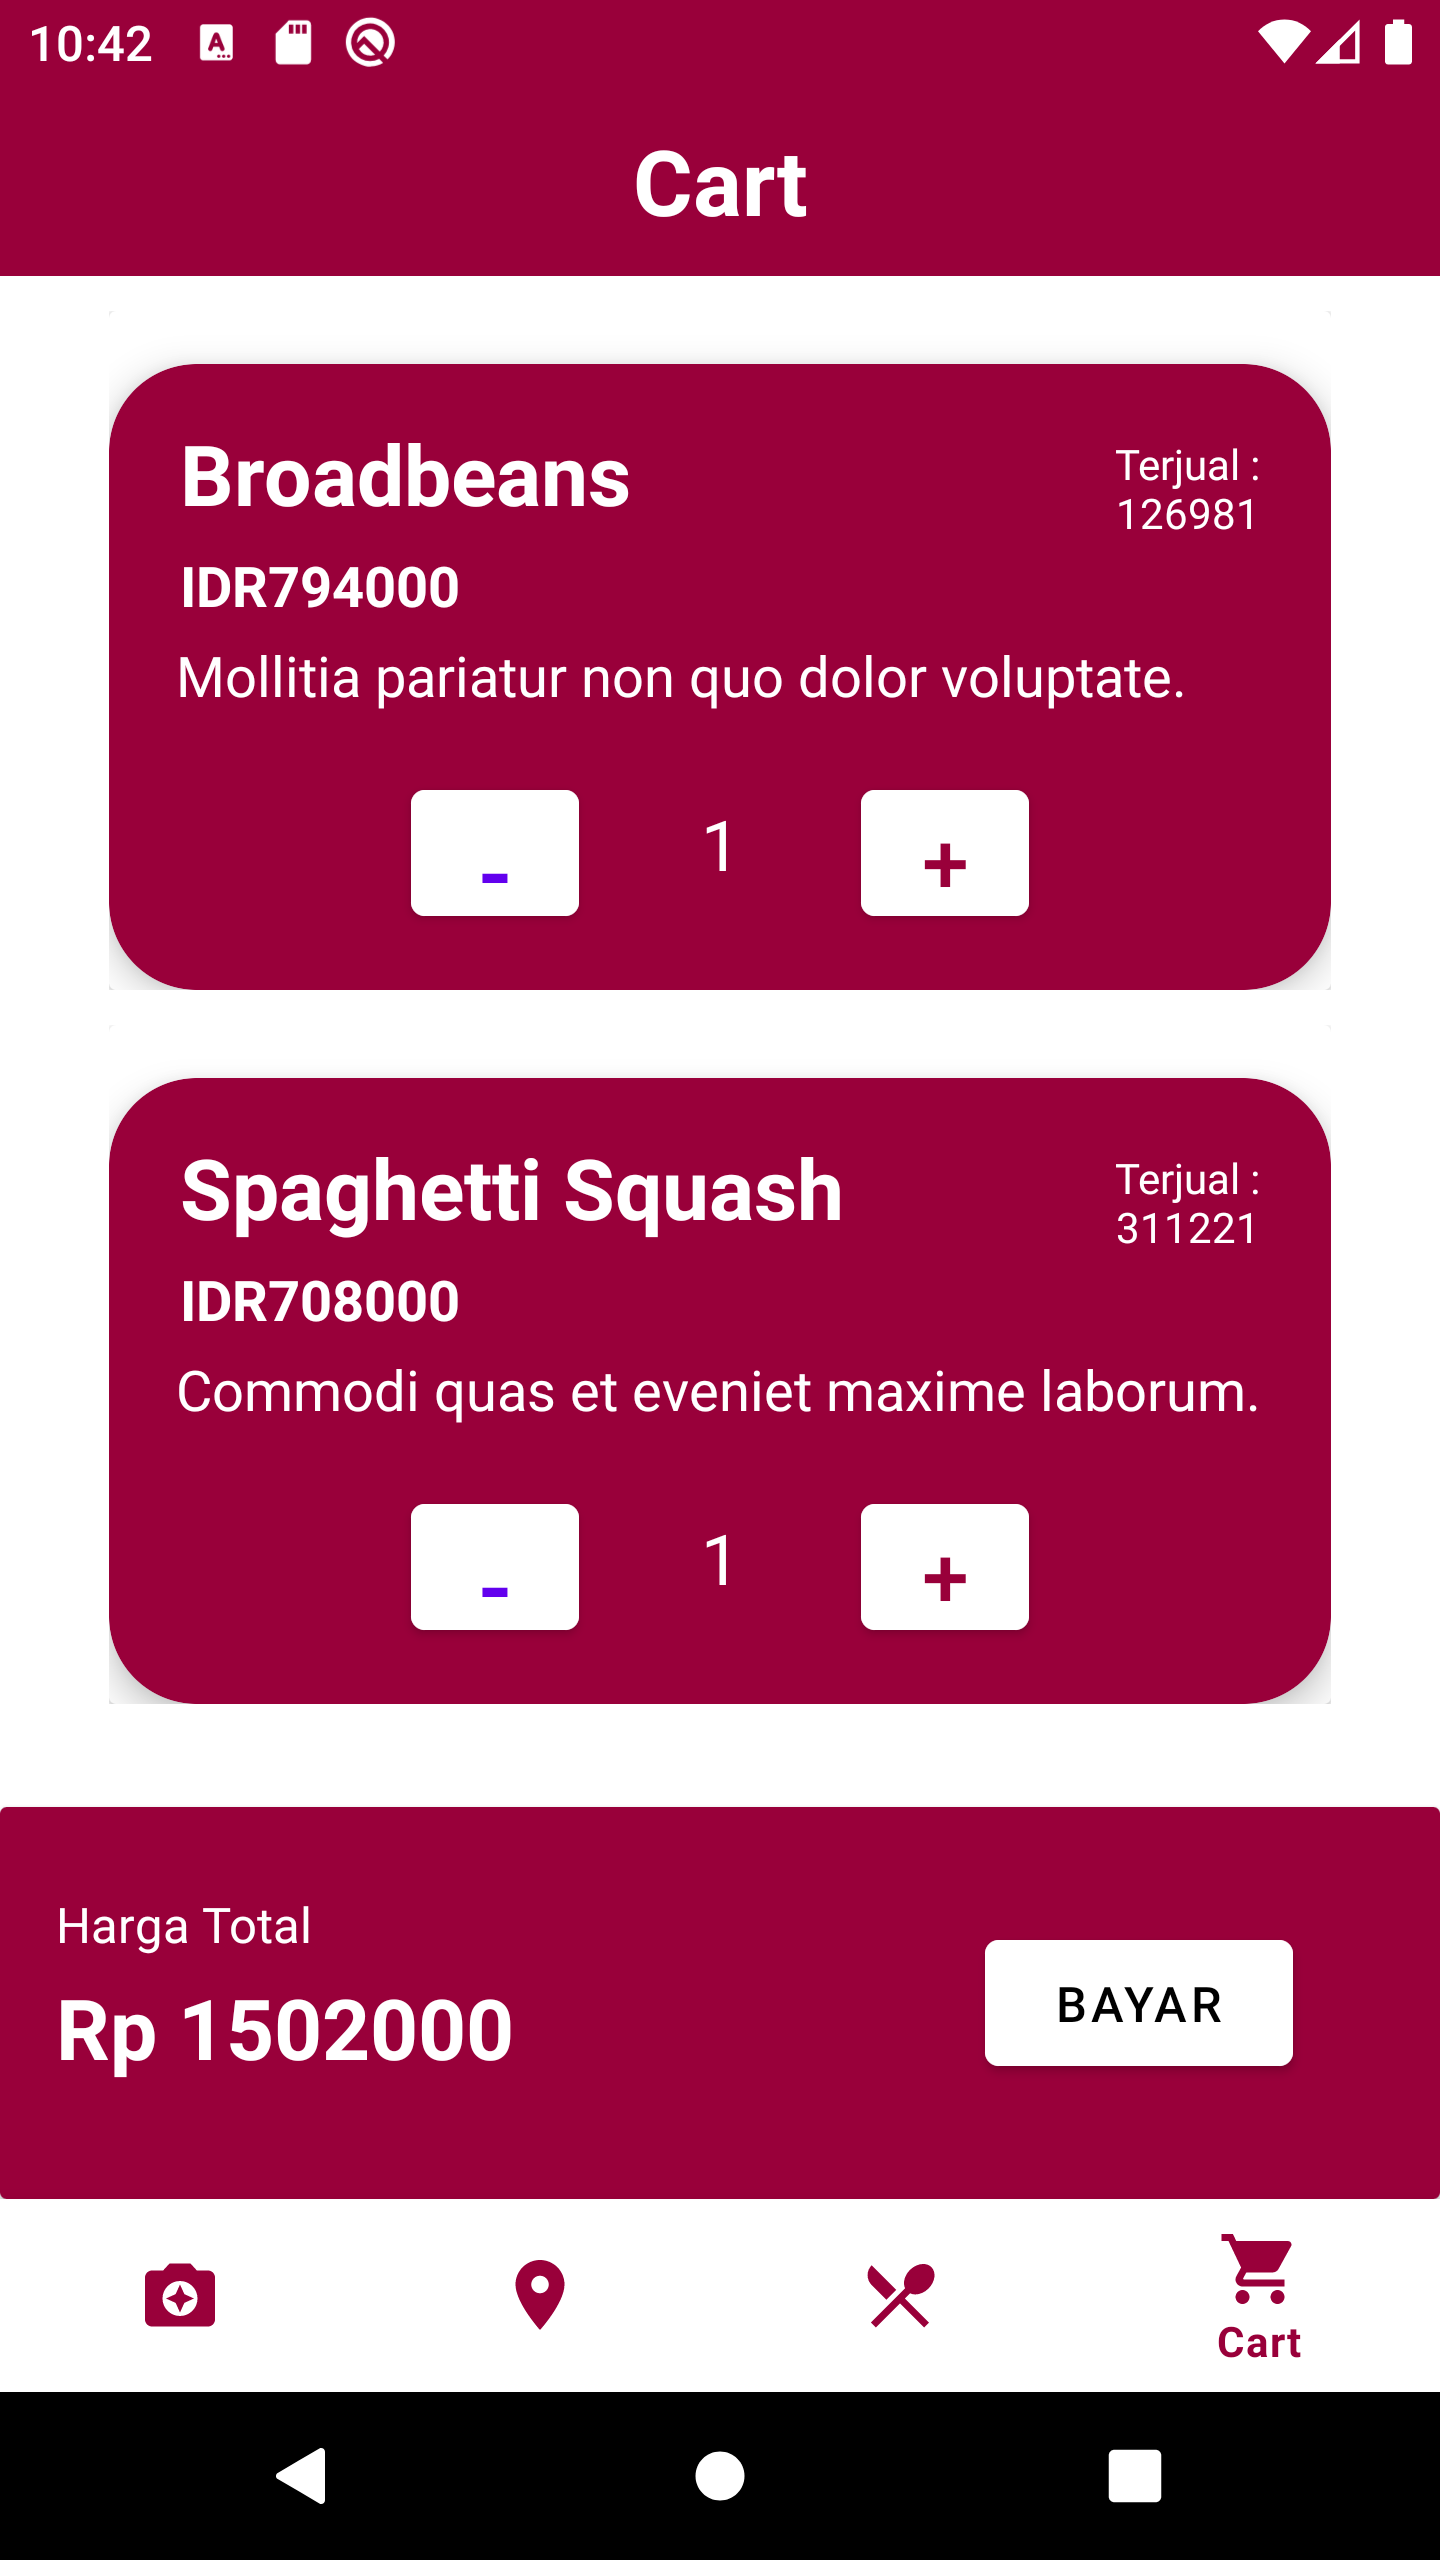 10:42
Cart
Broadbeans
Terjual :
126981
IDR794000
Mollitia pariatur non quo dolor voluptate.
- 1 +
Spaghetti Squash
Terjual :
311221
IDR708000
Commodi quas et eveniet maxime laborum.
- 1 +
Harga Total
Rp 1502000
BAYAR
Cart